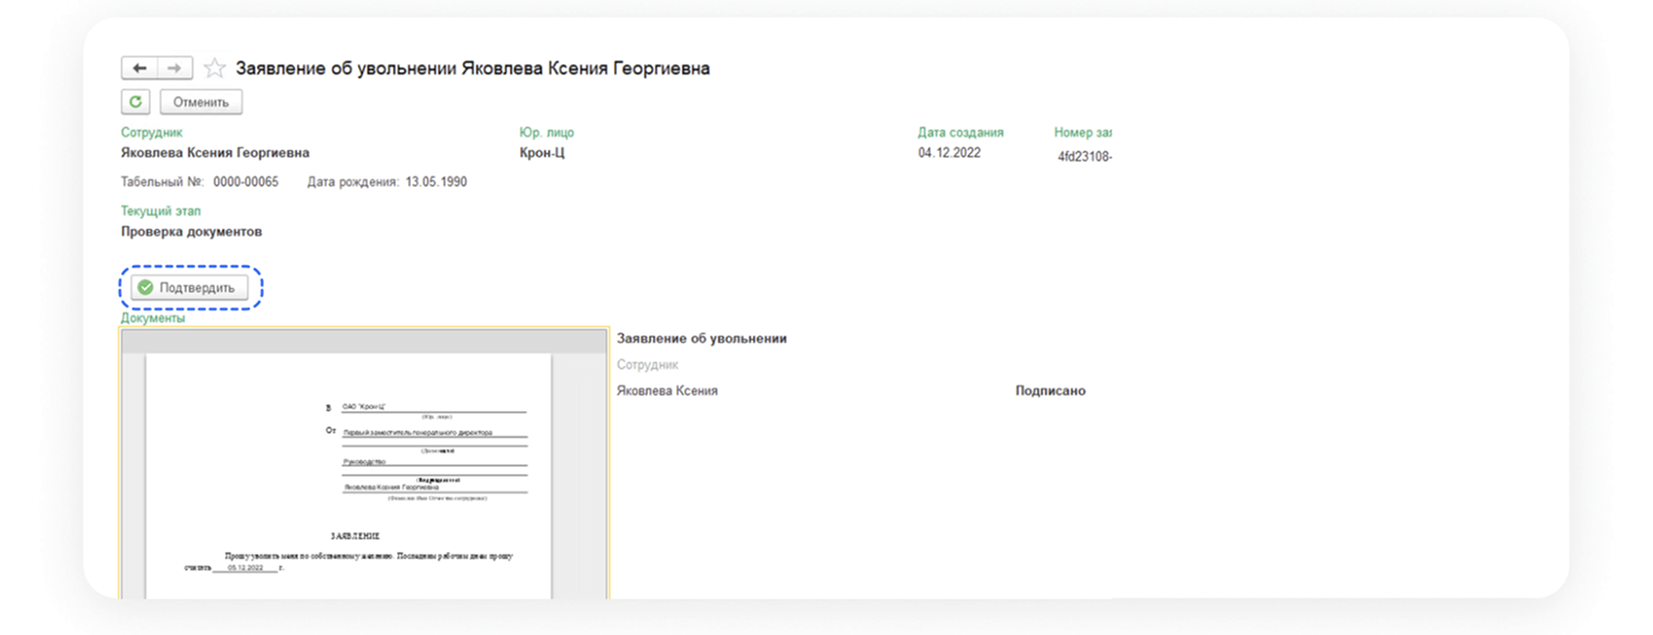 Заявление об увольнении Яковлева Ксения Георгиевна
Отменить
Сотрудник
Юр. лицо
Дата создания
Номер за
Яковлева Ксения Георгиевна
Крон-Ц
04.12.2022
4fd23108-
Табельный №: 0000-00065 Дата рождения: 13.05.1990
Текущий этап
Проверка документов
Подтвердить
Документы
Заявление об увольнении
Сотрудник
Яковлева Ксения
Подписано
В ОАО "Крон-Ц"
(Юр. лицо)
От Первый заместитель генерального директора
Руководство
Яковлева Ксения Георгиевна
(Фамилия Имя Отчество сотрудника)
ЗАЯВЛЕНИЕ
Прошу уволить меня по собственному желанию. Последним рабочим днем прошу
считать 05.12.2022 г.